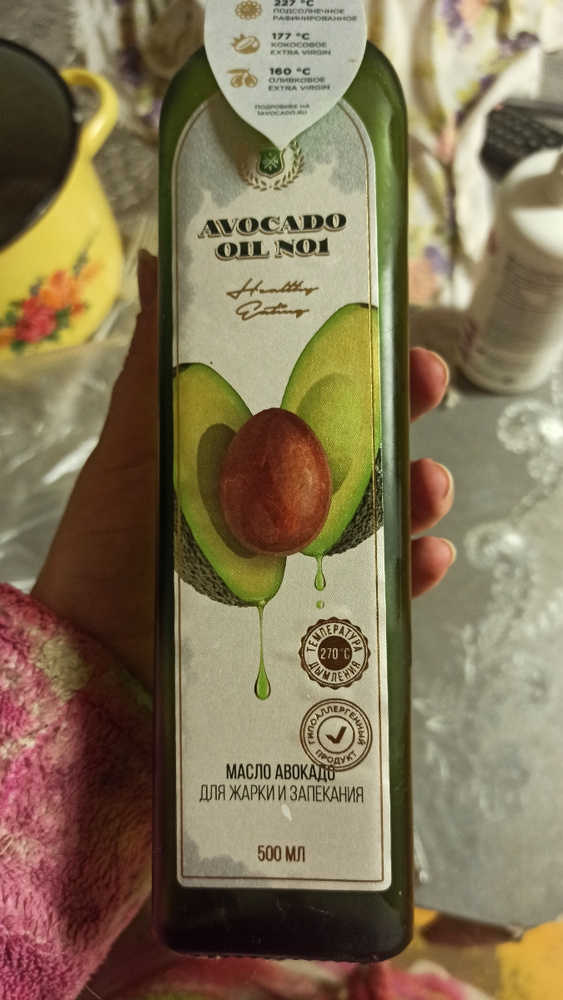 227 °C
ПОДСОЛНЕЧНОЕ
РАФИНИРОВАННОЕ
177 °C
КОКОСОВОЕ
EXTRA VIRGIN
160 °C
ОЛИВКОВОЕ
EXTRA VIRGIN
ПОДРОБНЕЕ НА
1AVOCADO.RU
AVOCADO
OIL NO1
Healthy
Eating
ТЕМПЕРАТУРА
270°C
ДЫМЛЕНИЯ
ГИПОАЛЛЕРГЕННЫЙ
ПРОДУКТ
МАСЛО АВОКАДО
ДЛЯ ЖАРКИ И ЗАПЕКАНИЯ
500 МЛ